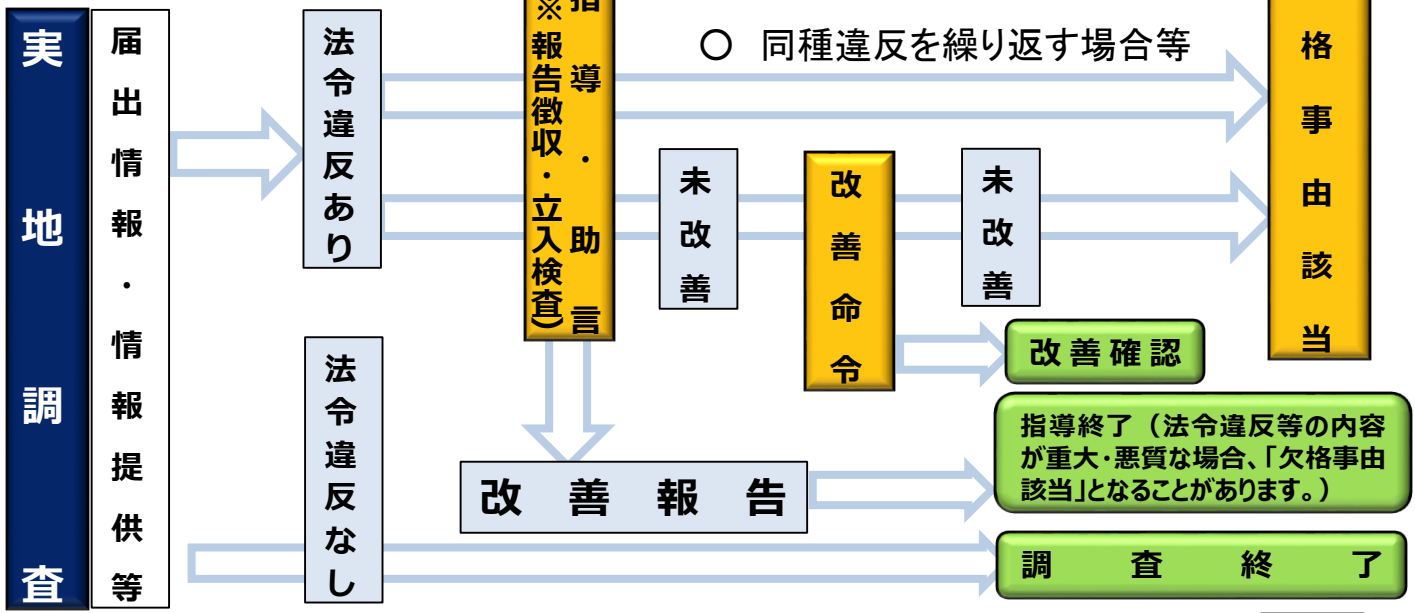 実地調査
届出情報・情報提供等
法令違反あり
指導・助言
※報告徴収・立入検査)
○ 同種違反を繰り返す場合等
格事由該当
未改善
改善命令
未改善
改善確認
法令違反なし
改善報告
指導終了（法令違反等の内容
が重大・悪質な場合、「欠格事由
該当」となることがあります。）
調査終了